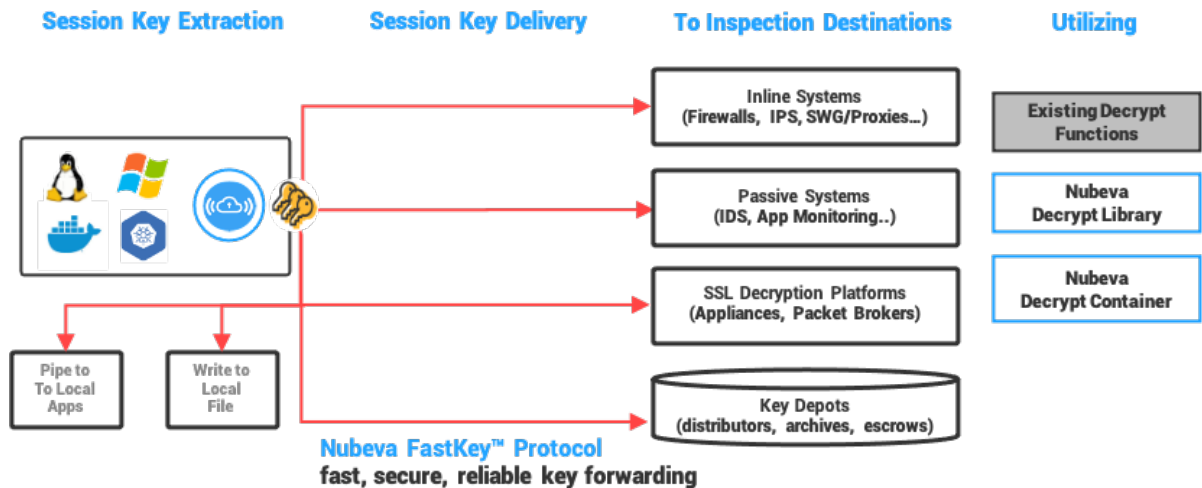 Session Key Extraction
Session Key Delivery
To Inspection Destinations
Utilizing
Inline Systems
(Firewalls, IPS, SWG/Proxies…)
Existing Decrypt
Functions
Passive Systems
(IDS, App Monitoring..)
Nubeva
Decrypt Library
SSL Decryption Platforms
(Appliances, Packet Brokers)
Nubeva
Decrypt Container
Pipe to
To Local
Apps
Write to
Local
File
Key Depots
(distributors, archives, escrows)
Nubeva FastKey™ Protocol
fast, secure, reliable key forwarding